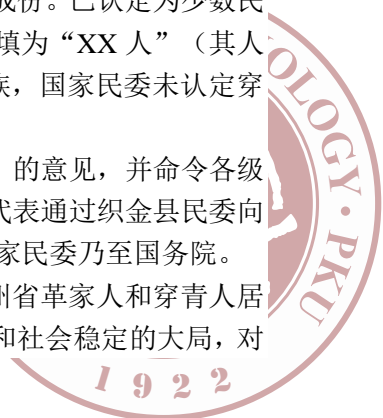 成份。已认定为少数民
填为“XX 人”（其人
族，国家民委未认定穿
）的意见，并命令各级
代表通过织金县民委向
家民委乃至国务院。
州省革家人和穿青人居
和社会稳定的大局，对
OLOGY · PKU
1922